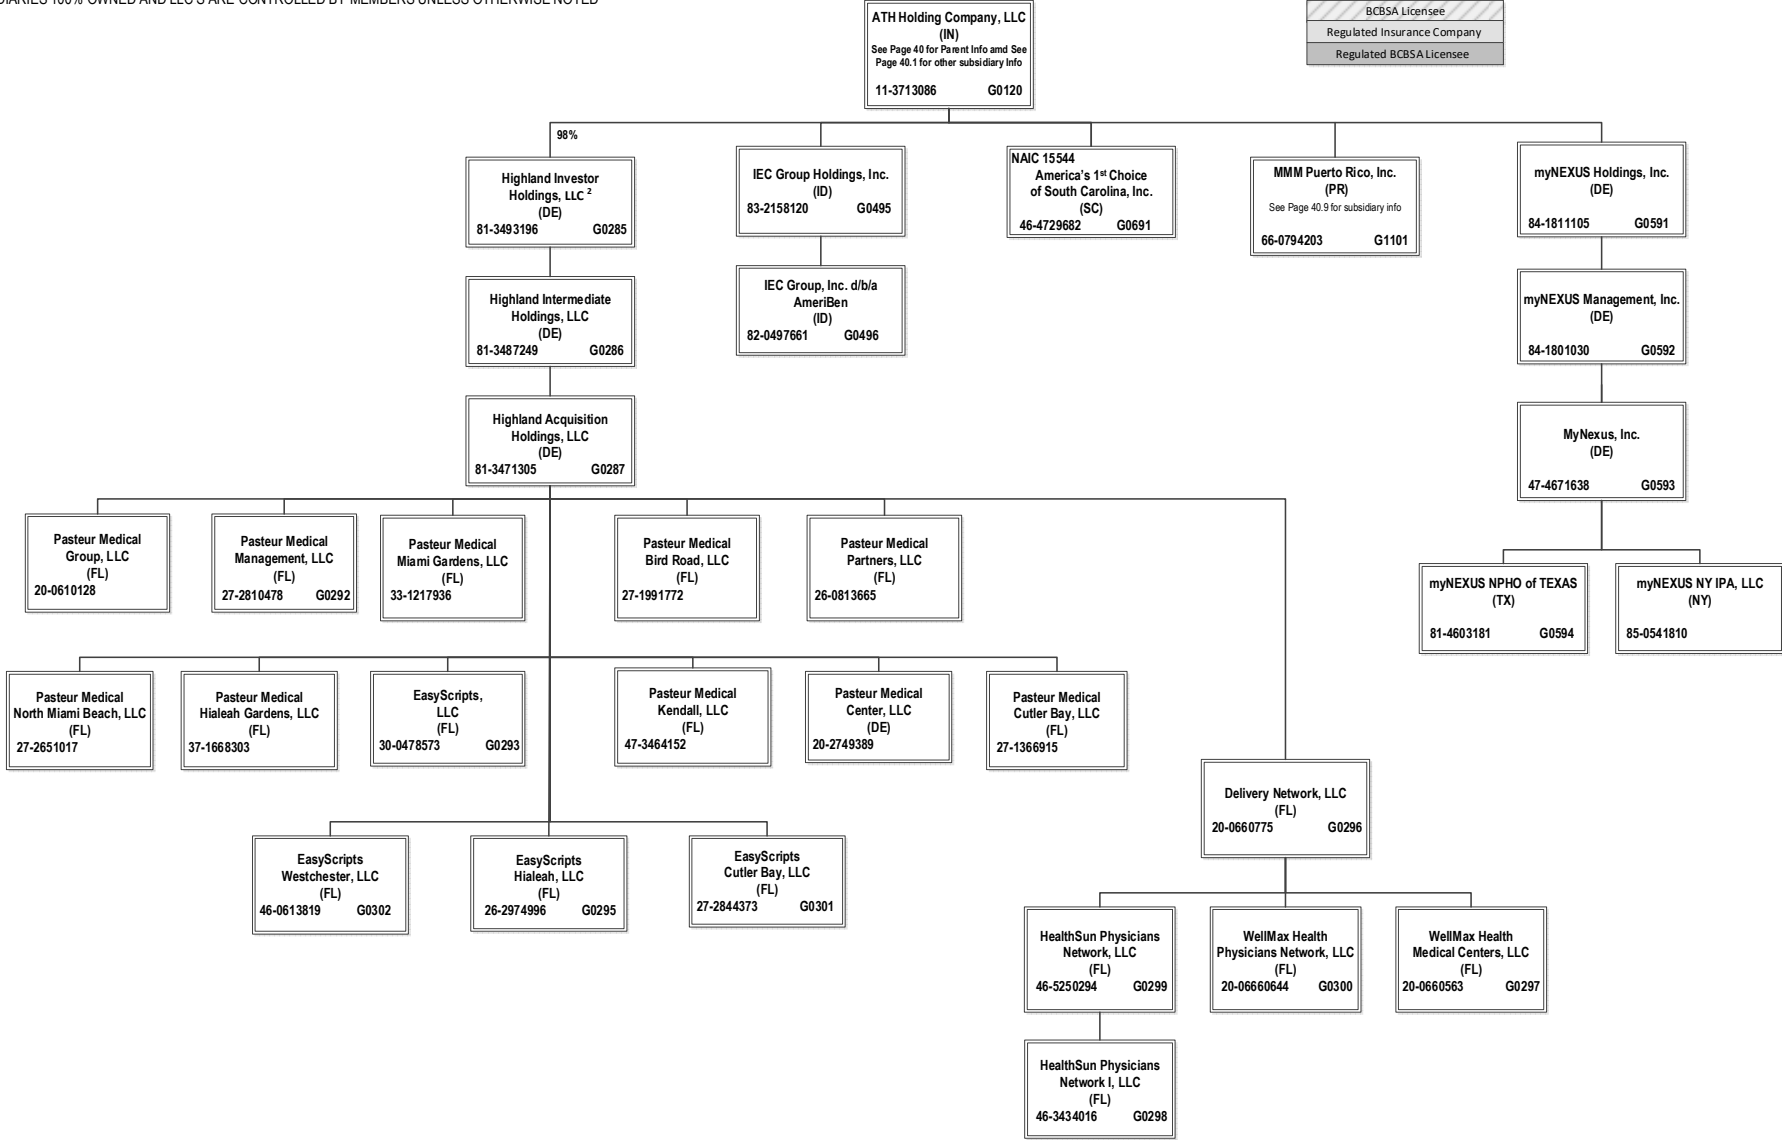 DIARIES 100% OWNED AND LLC'S ARE CONTROLLED BY MEMBERS UNLESS OTHERWISE NOTED
BCBSA Licensee
Regulated Insurance Company
Regulated BCBSA Licensee
ATH Holding Company, LLC
(IN)
See Page 40 for Parent Info amd See
Page 40.1 for other subsidiary Info
11-3713086 G0120
98%
Highland Investor
Holdings, LLC ²
(DE)
81-3493196 G0285
IEC Group Holdings, Inc.
(ID)
83-2158120 G0495
NAIC 15544
America's 1st Choice
of South Carolina, Inc.
(SC)
46-4729682 G0691
MMM Puerto Rico, Inc.
(PR)
See Page 40.9 for subsidiary info
66-0794203 G1101
myNEXUS Holdings, Inc.
(DE)
84-1811105 G0591
Highland Intermediate
Holdings, LLC
(DE)
81-3487249 G0286
IEC Group, Inc. d/b/a
AmeriBen
(ID)
82-0497661 G0496
myNEXUS Management, Inc.
(DE)
84-1801030 G0592
Highland Acquisition
Holdings, LLC
(DE)
81-3471305 G0287
MyNexus, Inc.
(DE)
47-4671638 G0593
Pasteur Medical
Group, LLC
(FL)
20-0610128
Pasteur Medical
Management, LLC
(FL)
27-2810478 G0292
Pasteur Medical
Miami Gardens, LLC
(FL)
33-1217936
Pasteur Medical
Bird Road, LLC
(FL)
27-1991772
Pasteur Medical
Partners, LLC
(FL)
26-0813665
myNEXUS NPHO of TEXAS
(TX)
81-4603181 G0594
myNEXUS NY IPA, LLC
(NY)
85-0541810
Pasteur Medical
North Miami Beach, LLC
(FL)
27-2651017
Pasteur Medical
Hialeah Gardens, LLC
(FL)
37-1668303
EasyScripts,
LLC
(FL)
30-0478573 G0293
Pasteur Medical
Kendall, LLC
(FL)
47-3464152
Pasteur Medical
Center, LLC
(DE)
20-2749389
Pasteur Medical
Cutler Bay, LLC
(FL)
27-1366915
Delivery Network, LLC
(FL)
20-0660775 G0296
EasyScripts
Westchester, LLC
(FL)
46-0613819 G0302
EasyScripts
Hialeah, LLC
(FL)
26-2974996 G0295
EasyScripts
Cutler Bay, LLC
(FL)
27-2844373 G0301
HealthSun Physicians
Network, LLC
(FL)
46-5250294 G0299
WellMax Health
Physicians Network, LLC
(FL)
20-06660644 G0300
WellMax Health
Medical Centers, LLC
(FL)
20-0660563 G0297
HealthSun Physicians
Network I, LLC
(FL)
46-3434016 G0298